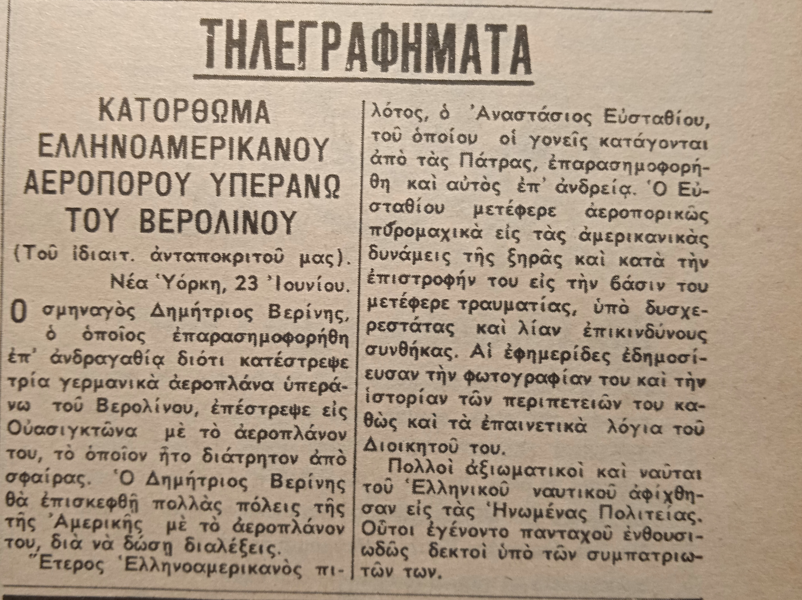 ΤΗΛΕΓΡΑΦΗΜΑΤΑ
ΚΑΤΟΡΘΩΜΑ
ΕΛΛΗΝΟΑΜΕΡΙΚΑΝΟΥ
ΑΕΡΟΠΟΡΟΥ ΥΠΕΡΑΝΩ
ΤΟΥ ΒΕΡΟΛΙΝΟΥ
(Τοῦ ἰδιαιτ. ἀνταποκριτοῦ μας).
Νέα Ὑόρκη, 23 Ἰουνίου.
Ο σμηναγὸς Δημήτριος Βερίνης,
ὁ ὁποῖος ἐπαρασημοφορήθη
ἐπ' ἀνδραγαθίᾳ διότι κατέστρεψε
τρία γερμανικὰ ἀεροπλάνα ὑπερά-
νω τοῦ Βερολίνου, ἐπέστρεψε εἰς
Οὐασιγκτῶνα μὲ τὸ ἀεροπλάνον
του, τὸ ὁποῖον ἦτο διάτρητον ἀπὸ
σφαίρας. Ὁ Δημήτριος Βερίνης
θὰ ἐπισκεφθῇ πολλὰς πόλεις τῆς
τῆς Ἀμερικῆς μὲ τὸ ἀεροπλάνον
του, διὰ νὰ δώσῃ διαλέξεις.
Ἕτερος Ἑλληνοαμερικανὸς πι-
λότος, ὁ Ἀναστάσιος Εὐσταθίου,
τοῦ ὁποίου οἱ γονεῖς κατάγονται
ἀπὸ τὰς Πάτρας, ἐπαρασημοφορή-
θη καὶ αὐτὸς ἐπ' ἀνδρείᾳ. Ὁ Εὐ-
σταθίου μετέφερε ἀεροπορικῶς
πυρομαχικὰ εἰς τὰς ἀμερικανικὰς
δυνάμεις τῆς ξηρᾶς καὶ κατὰ τὴν
ἐπιστροφήν του εἰς τὴν βάσιν του
μετέφερε τραυματίας, ὑπὸ δυσχε-
ρεστάτας καὶ λίαν ἐπικινδύνους
συνθήκας. Αἱ ἐφημερίδες ἐδημοσί-
ευσαν τὴν φωτογραφίαν του καὶ τὴν
ἱστορίαν τῶν περιπετειῶν του κα-
θὼς καὶ τὰ ἐπαινετικὰ λόγια τοῦ
Διοικητοῦ του.
Πολλοὶ ἀξιωματικοὶ καὶ ναῦται
τοῦ Ἑλληνικοῦ ναυτικοῦ ἀφίχθη-
σαν εἰς τὰς Ἡνωμένας Πολιτείας.
Οὗτοι ἐγένοντο πανταχοῦ ἐνθουσι-
ωδῶς δεκτοὶ ὑπὸ τῶν συμπατριω-
τῶν των.